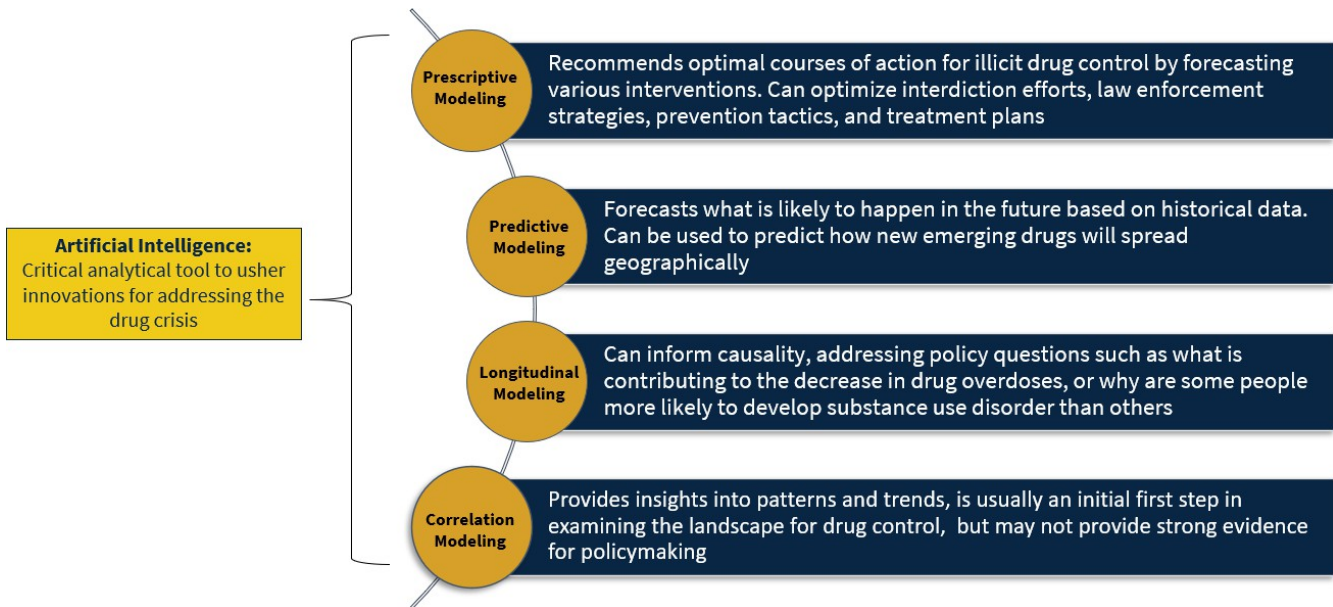 Artificial Intelligence:
Critical analytical tool to usher
innovations for addressing the
drug crisis
Prescriptive
Modeling
Recommends optimal courses of action for illicit drug control by forecasting
various interventions. Can optimize interdiction efforts, law enforcement
strategies, prevention tactics, and treatment plans
Predictive
Modeling
Forecasts what is likely to happen in the future based on historical data.
Can be used to predict how new emerging drugs will spread
geographically
Longitudinal
Modeling
Can inform causality, addressing policy questions such as what is
contributing to the decrease in drug overdoses, or why are some people
more likely to develop substance use disorder than others
Correlation
Modeling
Provides insights into patterns and trends, is usually an initial first step in
examining the landscape for drug control,  but may not provide strong evidence
for policymaking